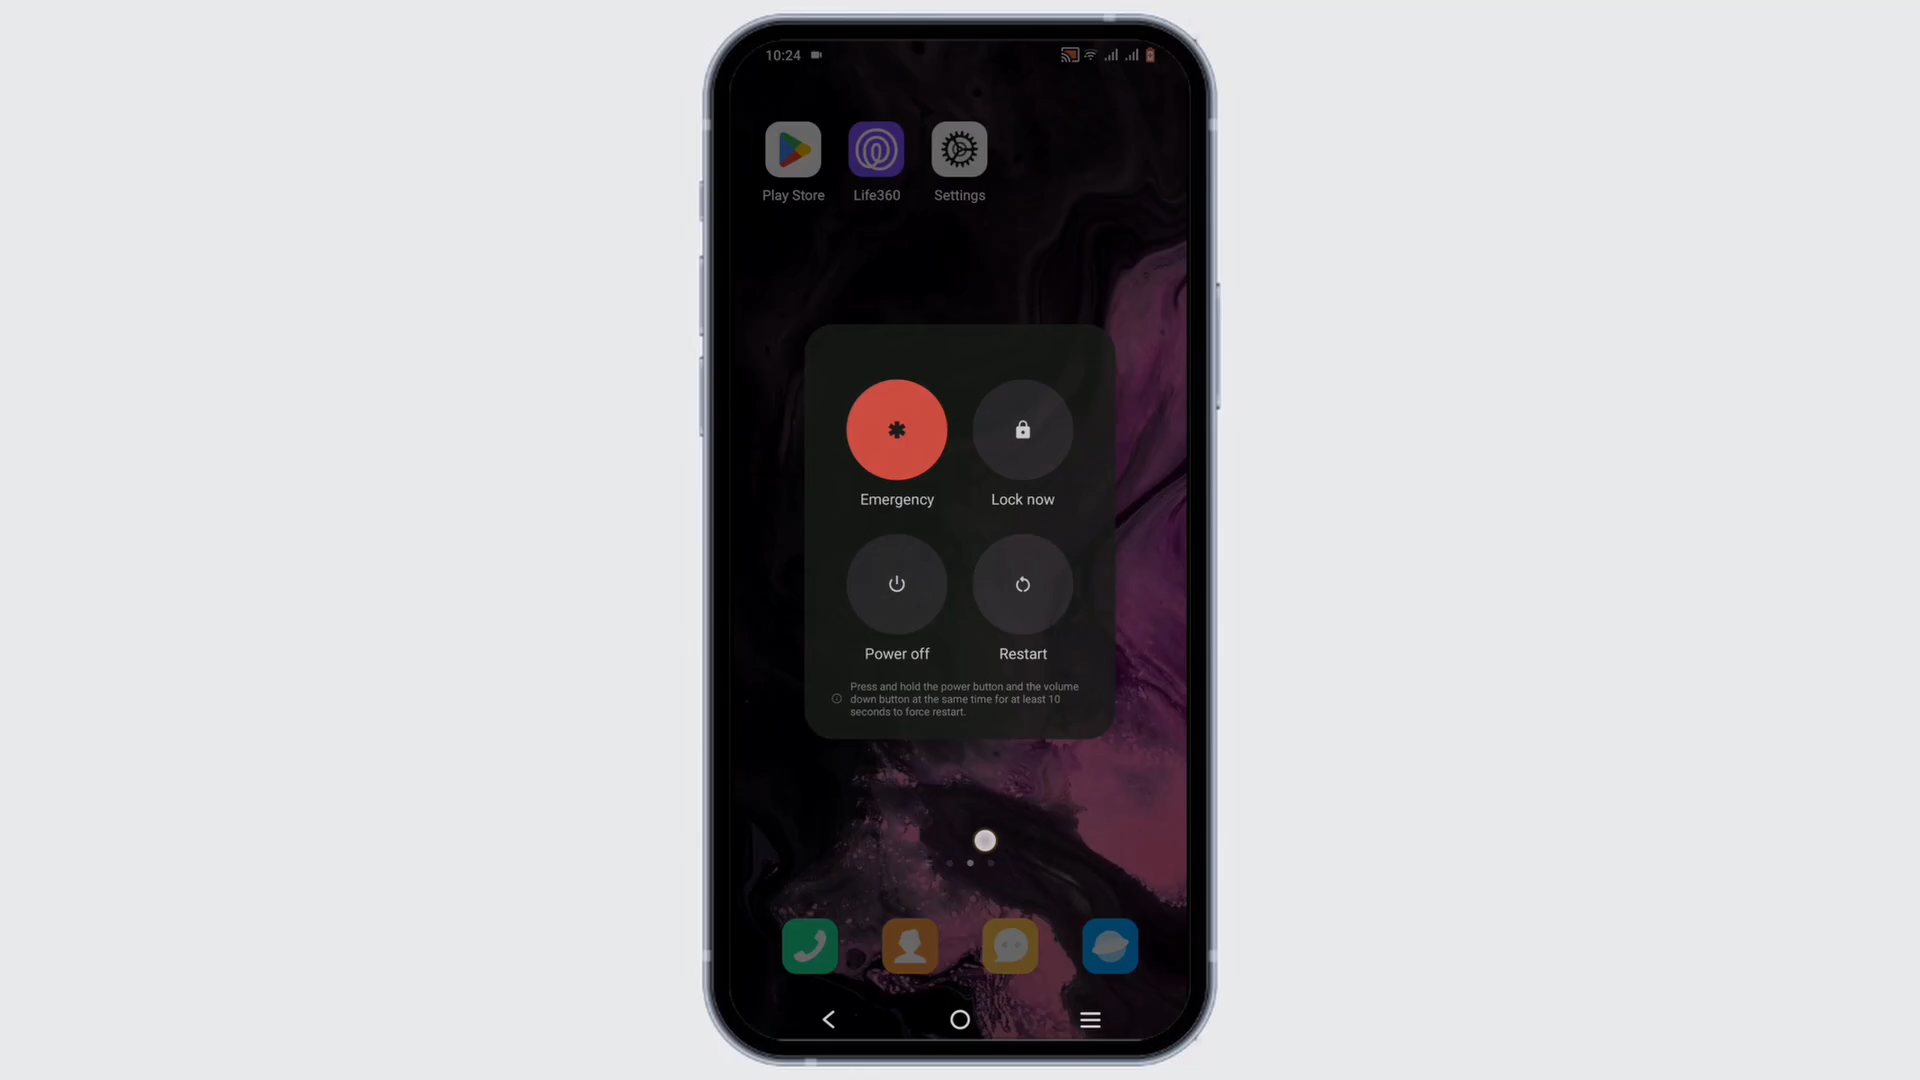 10:24
Play Store
Life360
Settings
Emergency
Lock now
Power off
Restart
Press and hold the power button and the volume
down button at the same time for at least 10
seconds to force restart.